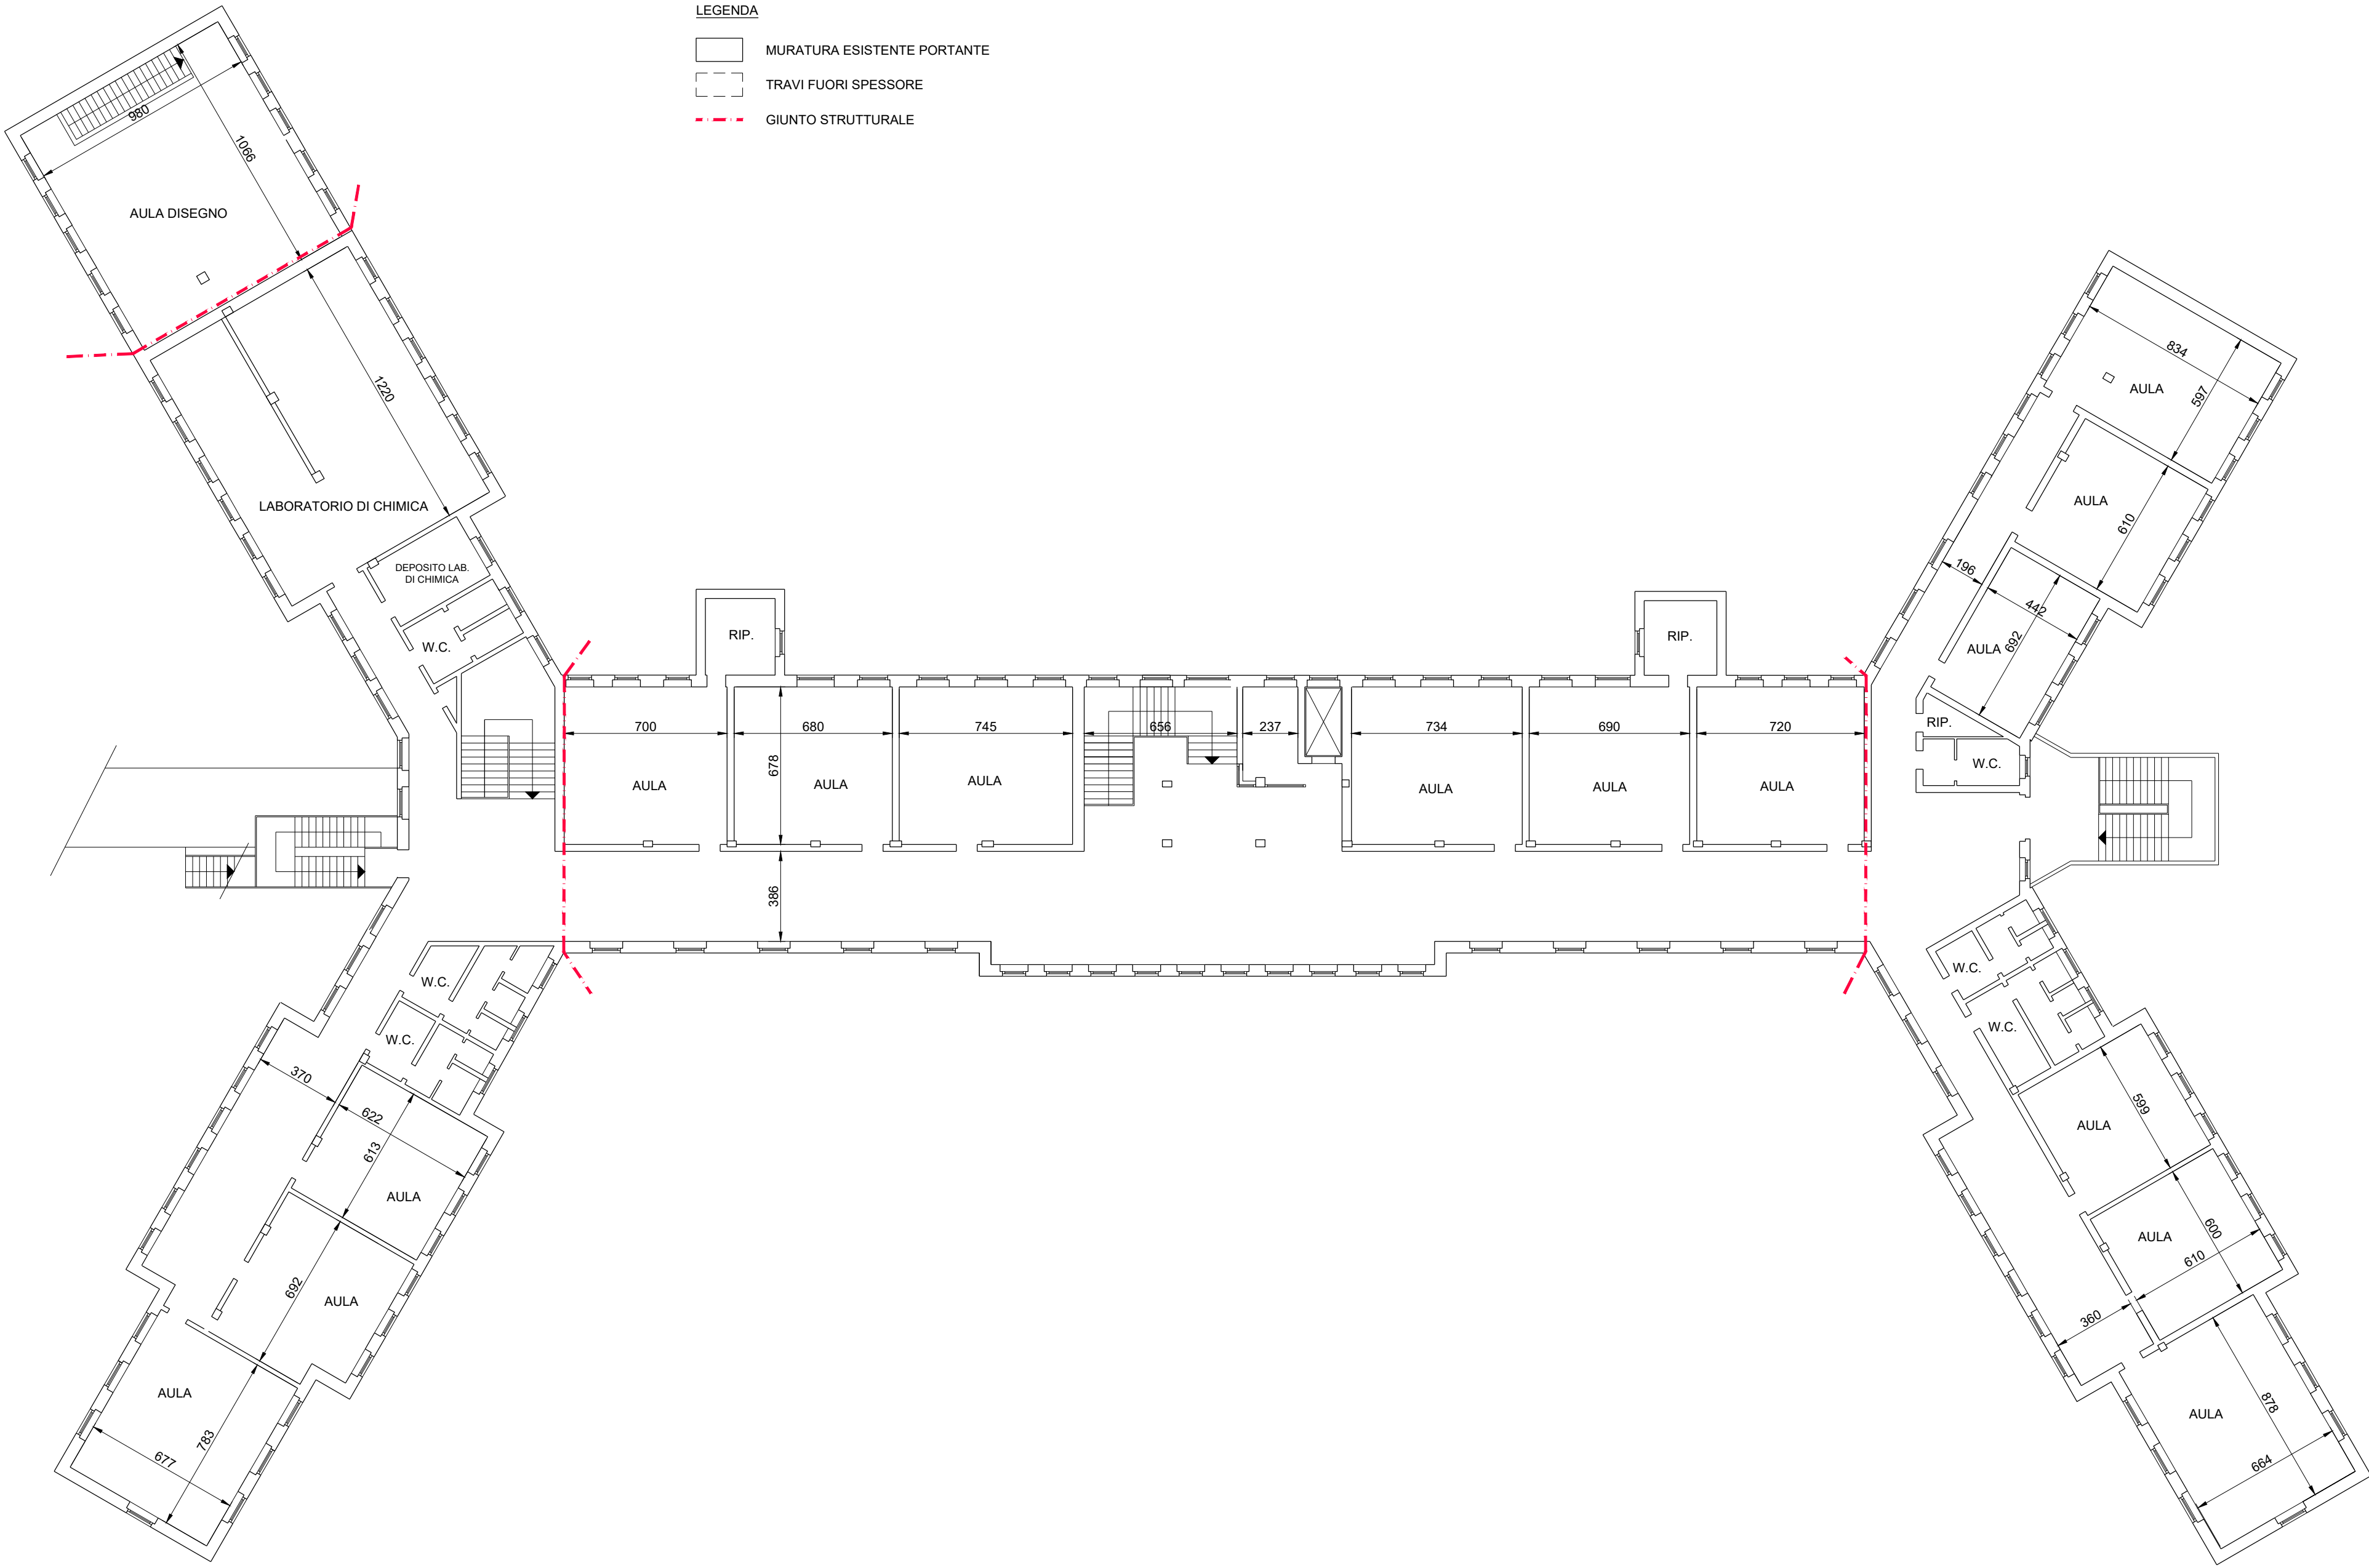 LEGENDA
MURATURA ESISTENTE PORTANTE
TRAVI FUORI SPESSORE
GIUNTO STRUTTURALE
980
1066
AULA DISEGNO
1220
LABORATORIO DI CHIMICA
DEPOSITO LAB.
DI CHIMICA
W.C.
RIP.
RIP.
834
597
AULA
AULA
610
196
442
692
AULA
RIP.
W.C.
700
680
745
656
237
734
690
720
678
AULA
AULA
AULA
AULA
AULA
AULA
386
W.C.
W.C.
370
622
613
AULA
692
AULA
AULA
677
783
W.C.
W.C.
599
AULA
600
AULA
610
360
878
AULA
664